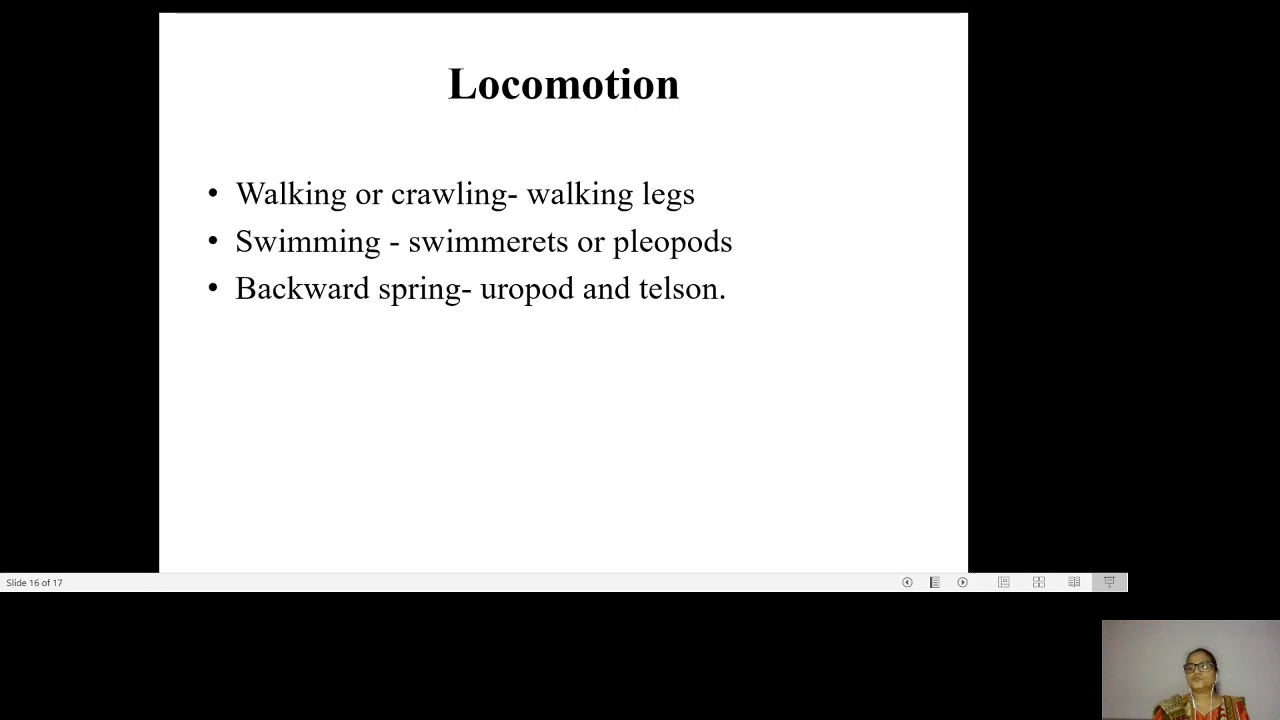 Locomotion
• Walking or crawling- walking legs
• Swimming - swimmerets or pleopods
• Backward spring- uropod and telson.
Slide 16 of 17